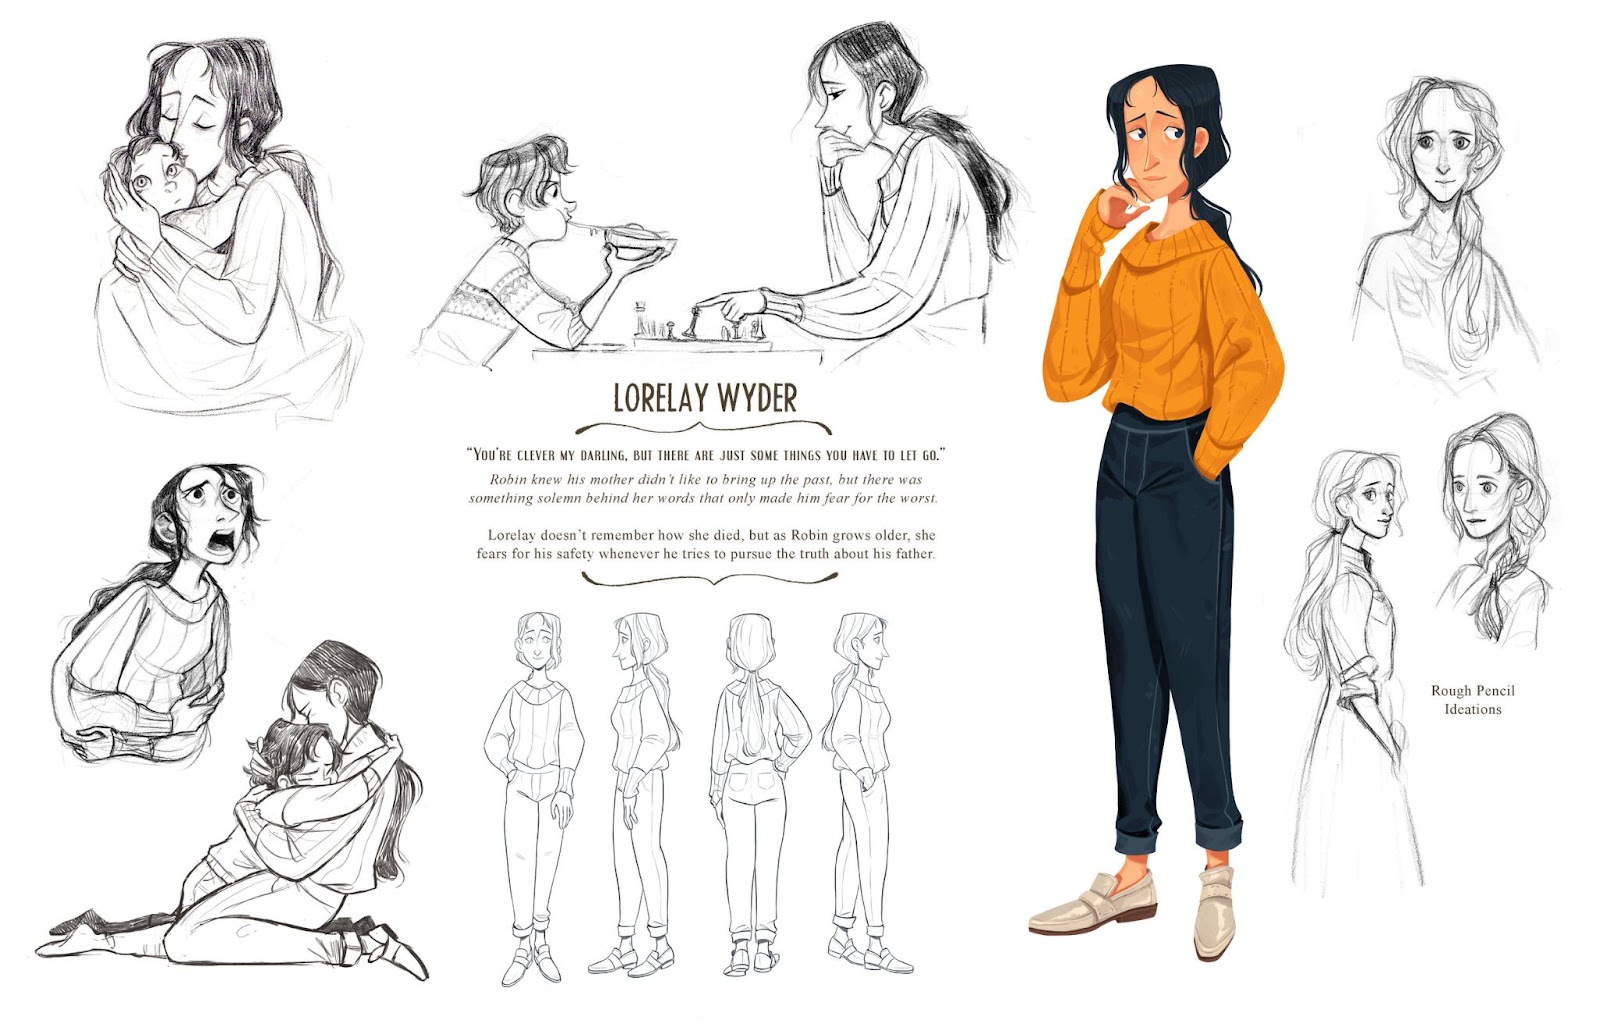 LORELAY WYDER
“You’re clever my darling, but there are just some things you have to let go.”
Robin knew his mother didn’t like to bring up the past, but there was
something solemn behind her words that only made him fear for the worst.
Lorelay doesn’t remember how she died, but as Robin grows older, she
fears for his safety whenever he tries to pursue the truth about his father.
Rough Pencil
Ideations